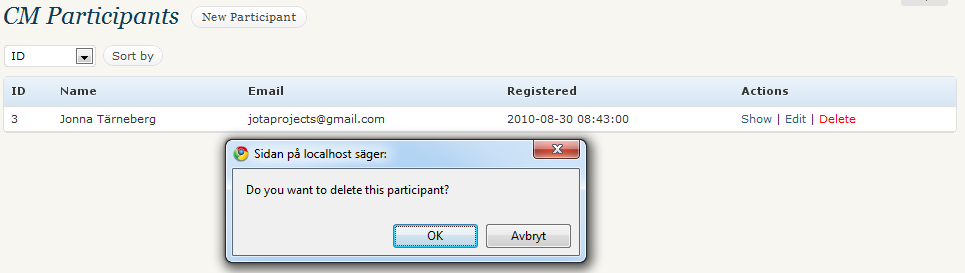 CM Participants New Participant
ID Sort by
ID Name Email Registered Actions
3 Jonna Tärneberg jotaprojects@gmail.com 2010-08-30 08:43:00 Show | Edit | Delete
Sidan på localhost säger:
Do you want to delete this participant?
OK Avbryt